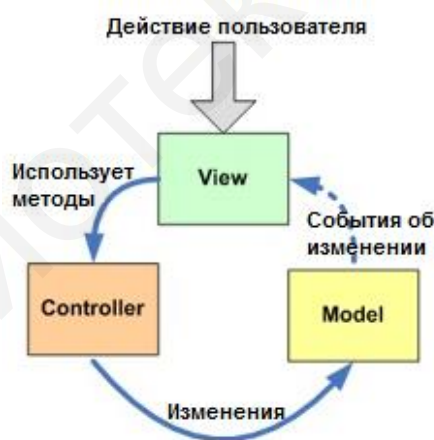 Действие пользователя
View
Использует
методы
События об
изменении
Controller
Model
Изменения